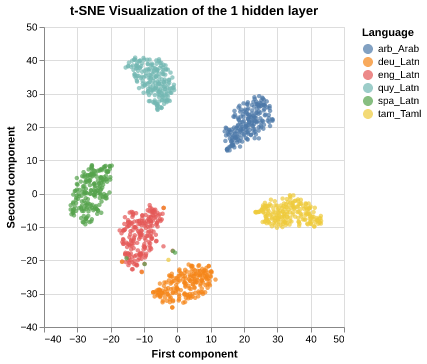 t-SNE Visualization of the 1 hidden layer
Language
arb_Arab
deu_Latn
eng_Latn
quy_Latn
spa_Latn
tam_Taml
Second component
50
40
30
20
10
0
−10
−20
−30
−40
−40 −30 −20 −10 0 10 20 30 40 50
First component